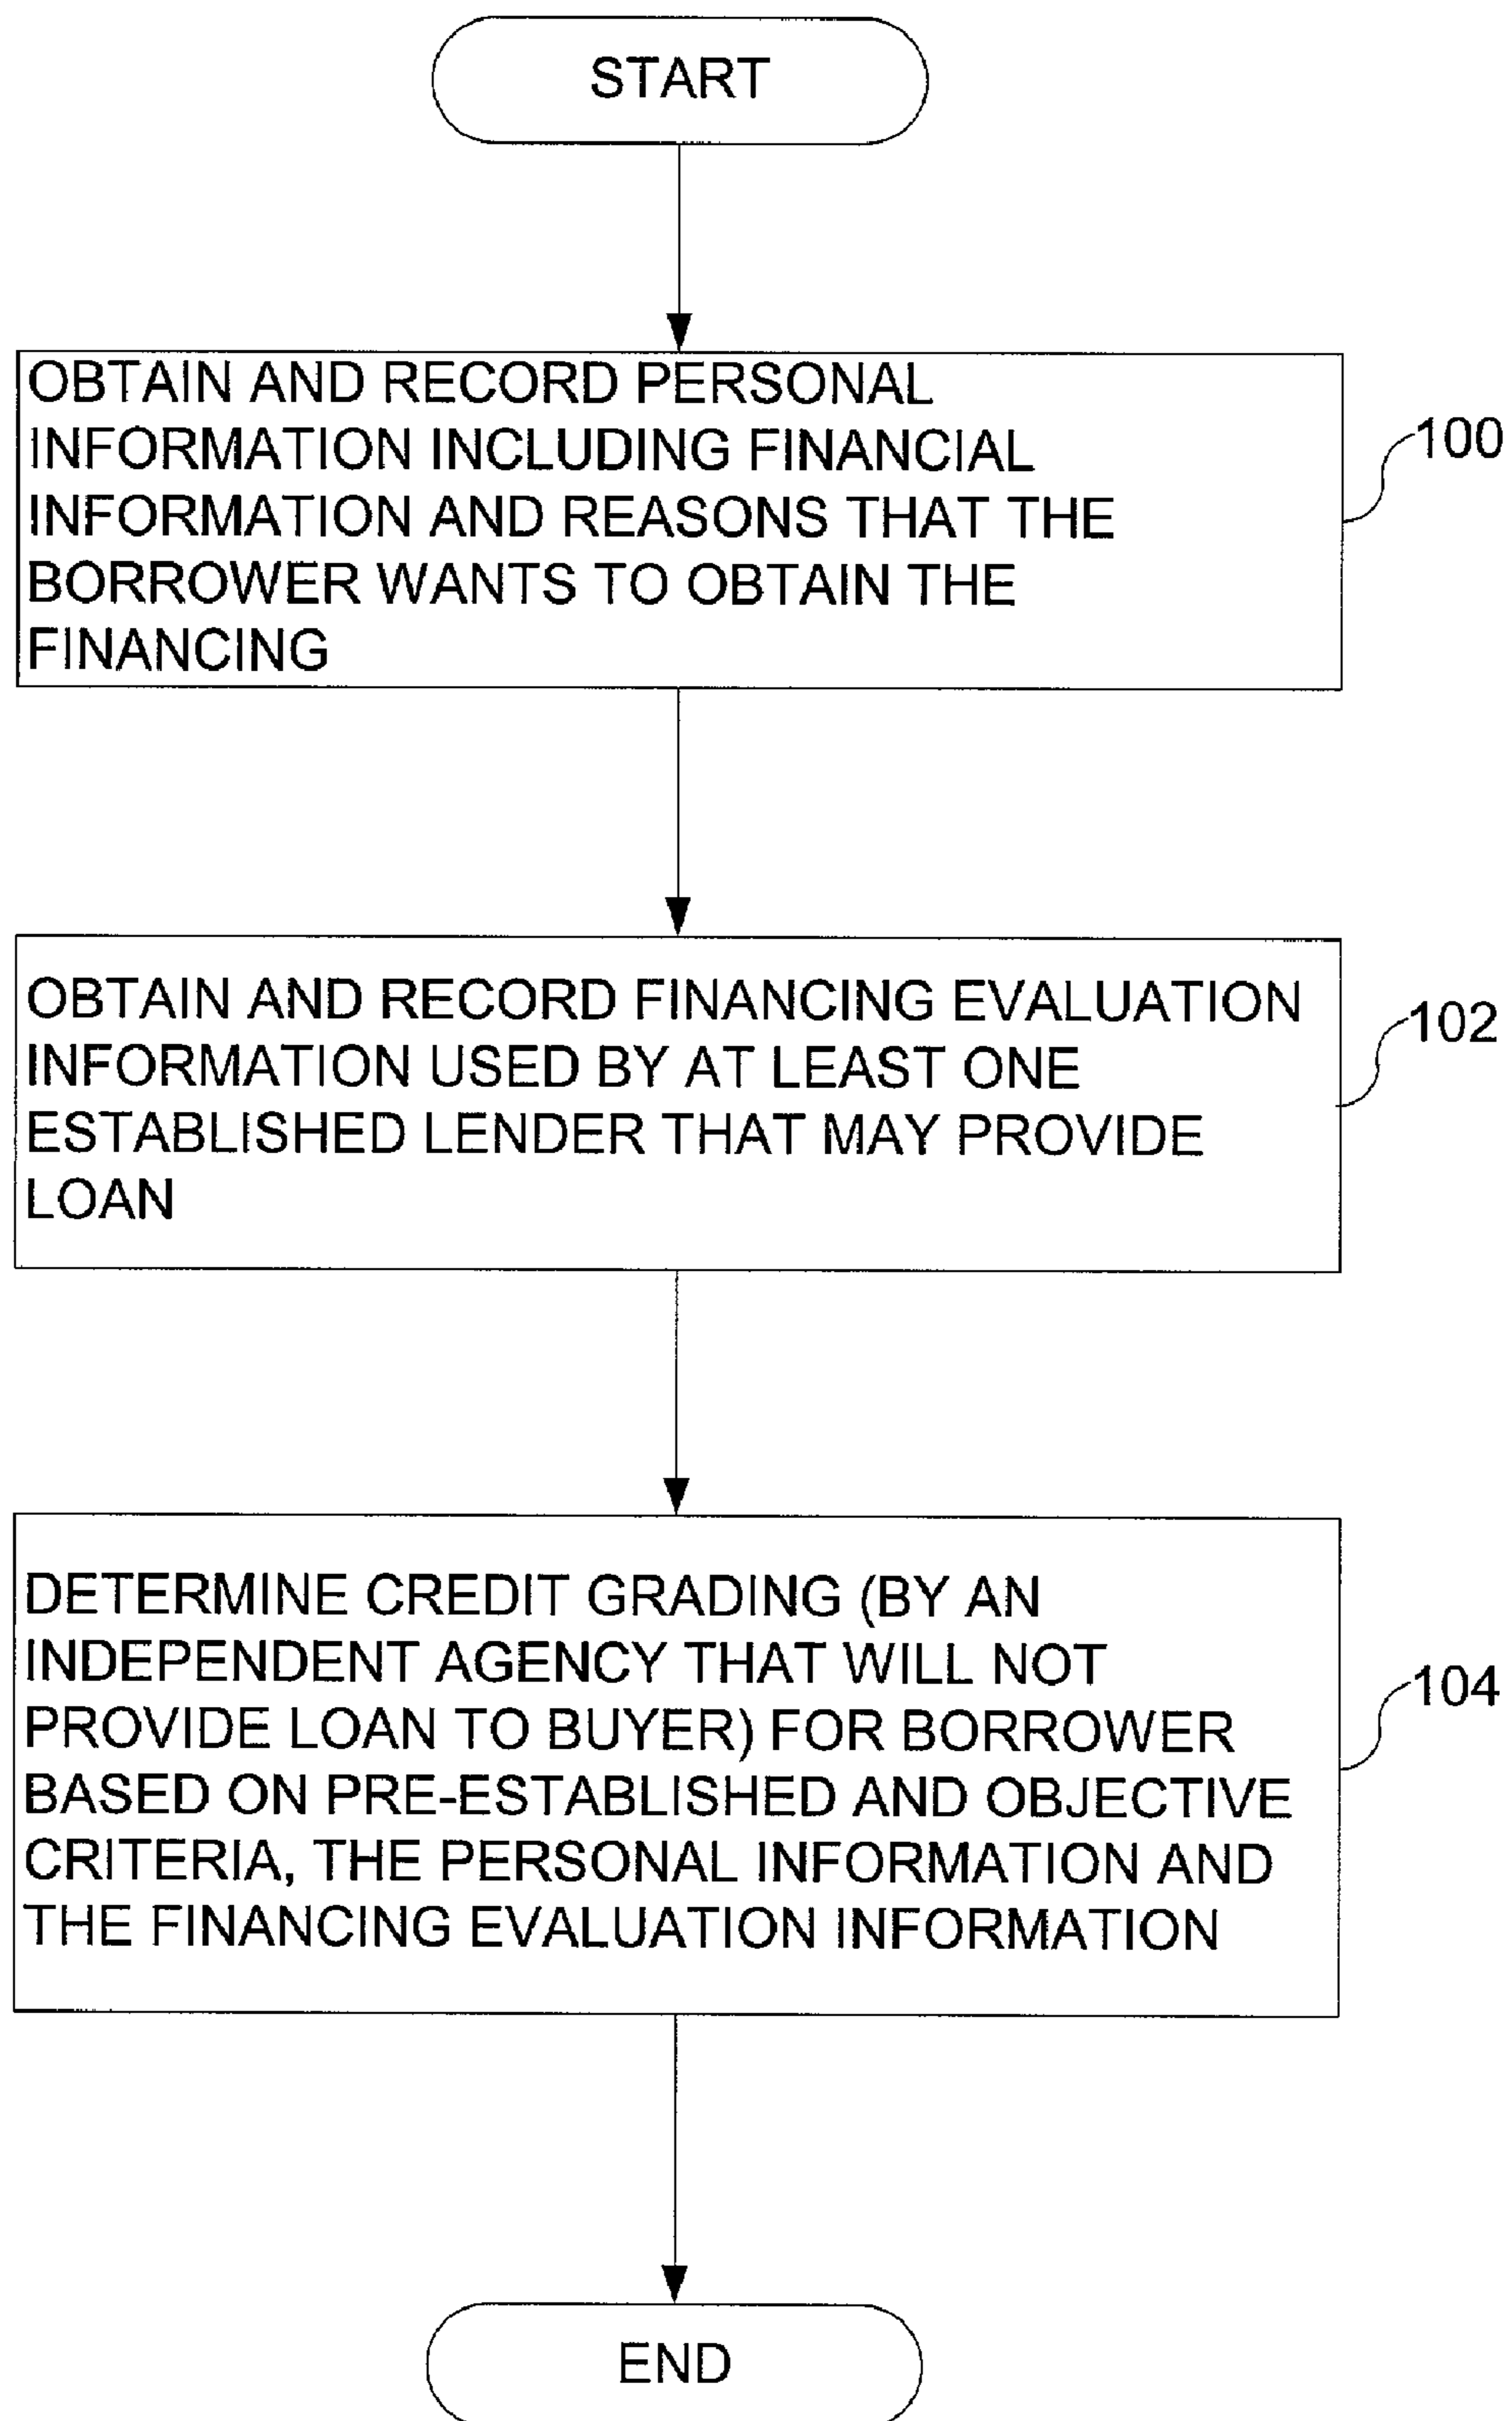 START
OBTAIN AND RECORD PERSONAL
INFORMATION INCLUDING FINANCIAL
INFORMATION AND REASONS THAT THE
BORROWER WANTS TO OBTAIN THE
FINANCING
100
OBTAIN AND RECORD FINANCING EVALUATION
INFORMATION USED BY AT LEAST ONE
ESTABLISHED LENDER THAT MAY PROVIDE
LOAN
102
DETERMINE CREDIT GRADING (BY AN
INDEPENDENT AGENCY THAT WILL NOT
PROVIDE LOAN TO BUYER) FOR BORROWER
BASED ON PRE-ESTABLISHED AND OBJECTIVE
CRITERIA, THE PERSONAL INFORMATION AND
THE FINANCING EVALUATION INFORMATION
104
END